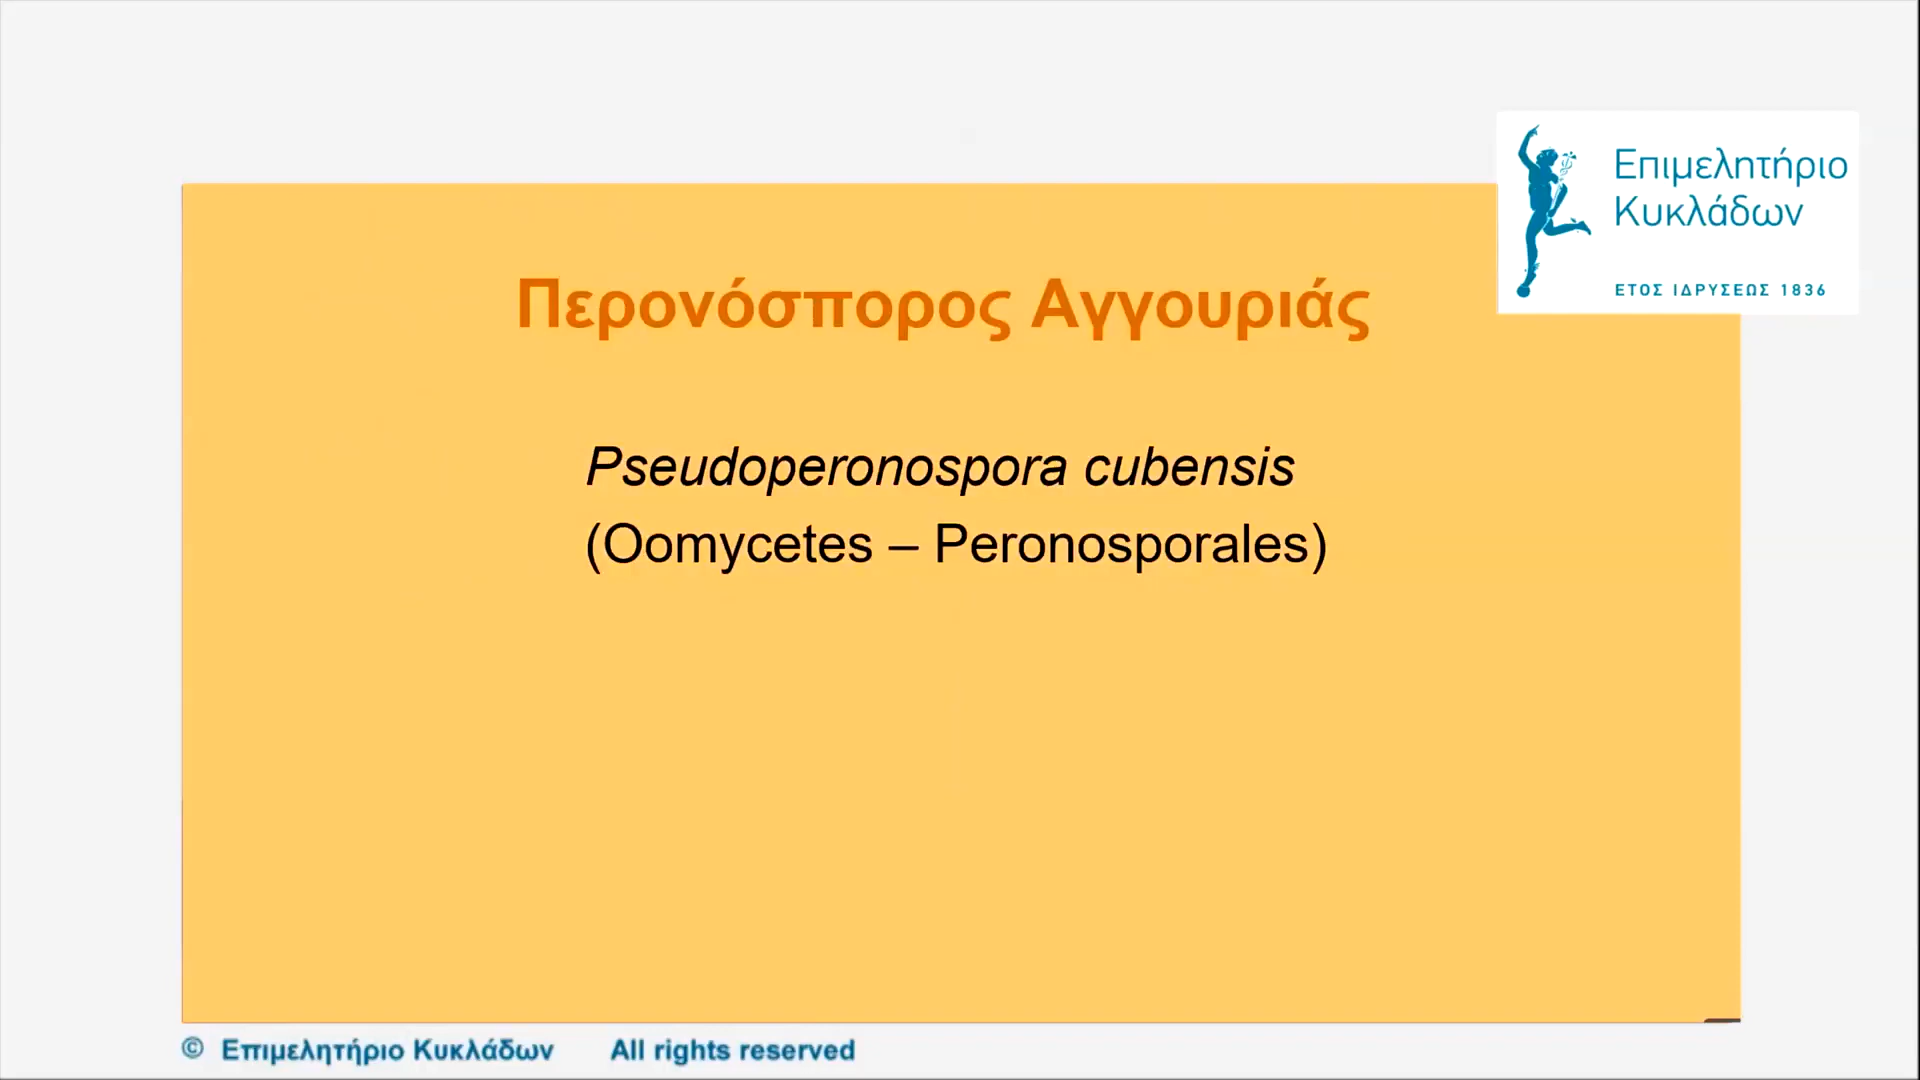 Επιμελητήριο
Κυκλάδων
ΕΤΟΣ ΙΔΡΥΣΕΩΣ 1836
Περονόσπορος Αγγουριάς
Pseudoperonospora cubensis
(Oomycetes – Peronosporales)
© Επιμελητήριο Κυκλάδων All rights reserved